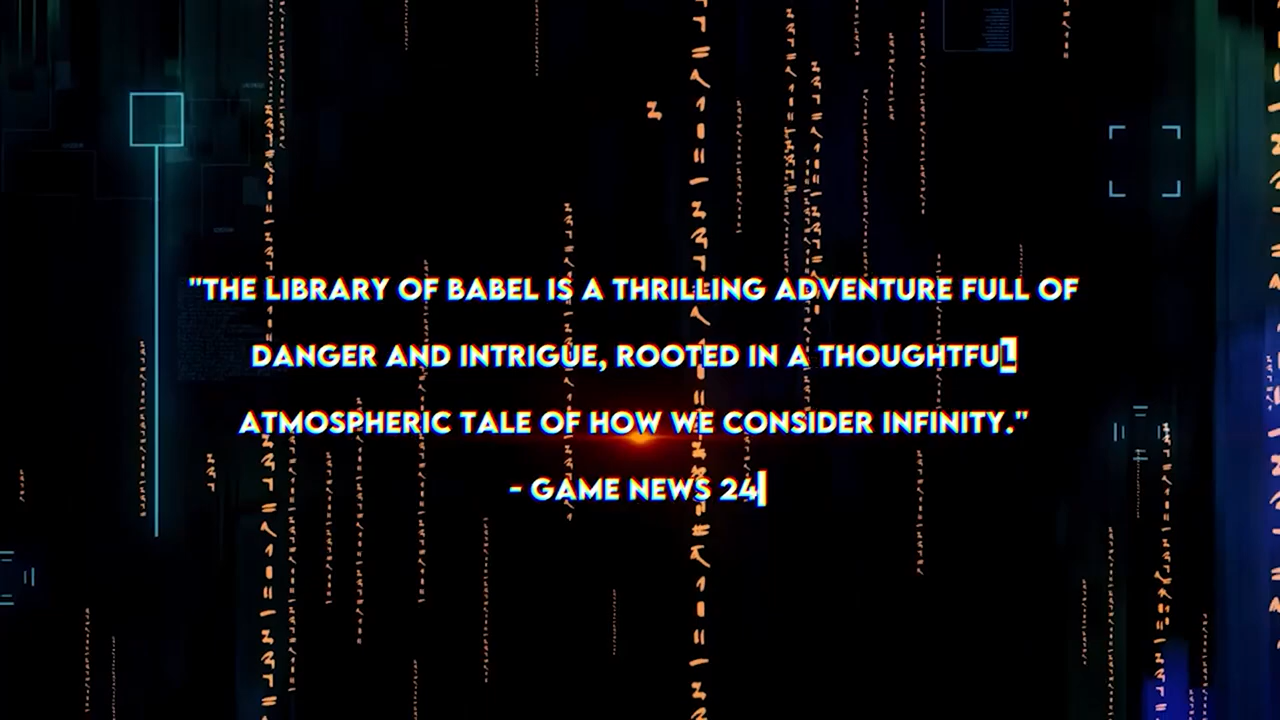 "THE LIBRARY OF BABEL IS A THRILLING ADVENTURE FULL OF
DANGER AND INTRIGUE, ROOTED IN A THOUGHTFUL
ATMOSPHERIC TALE OF HOW WE CONSIDER INFINITY."
- GAME NEWS 24